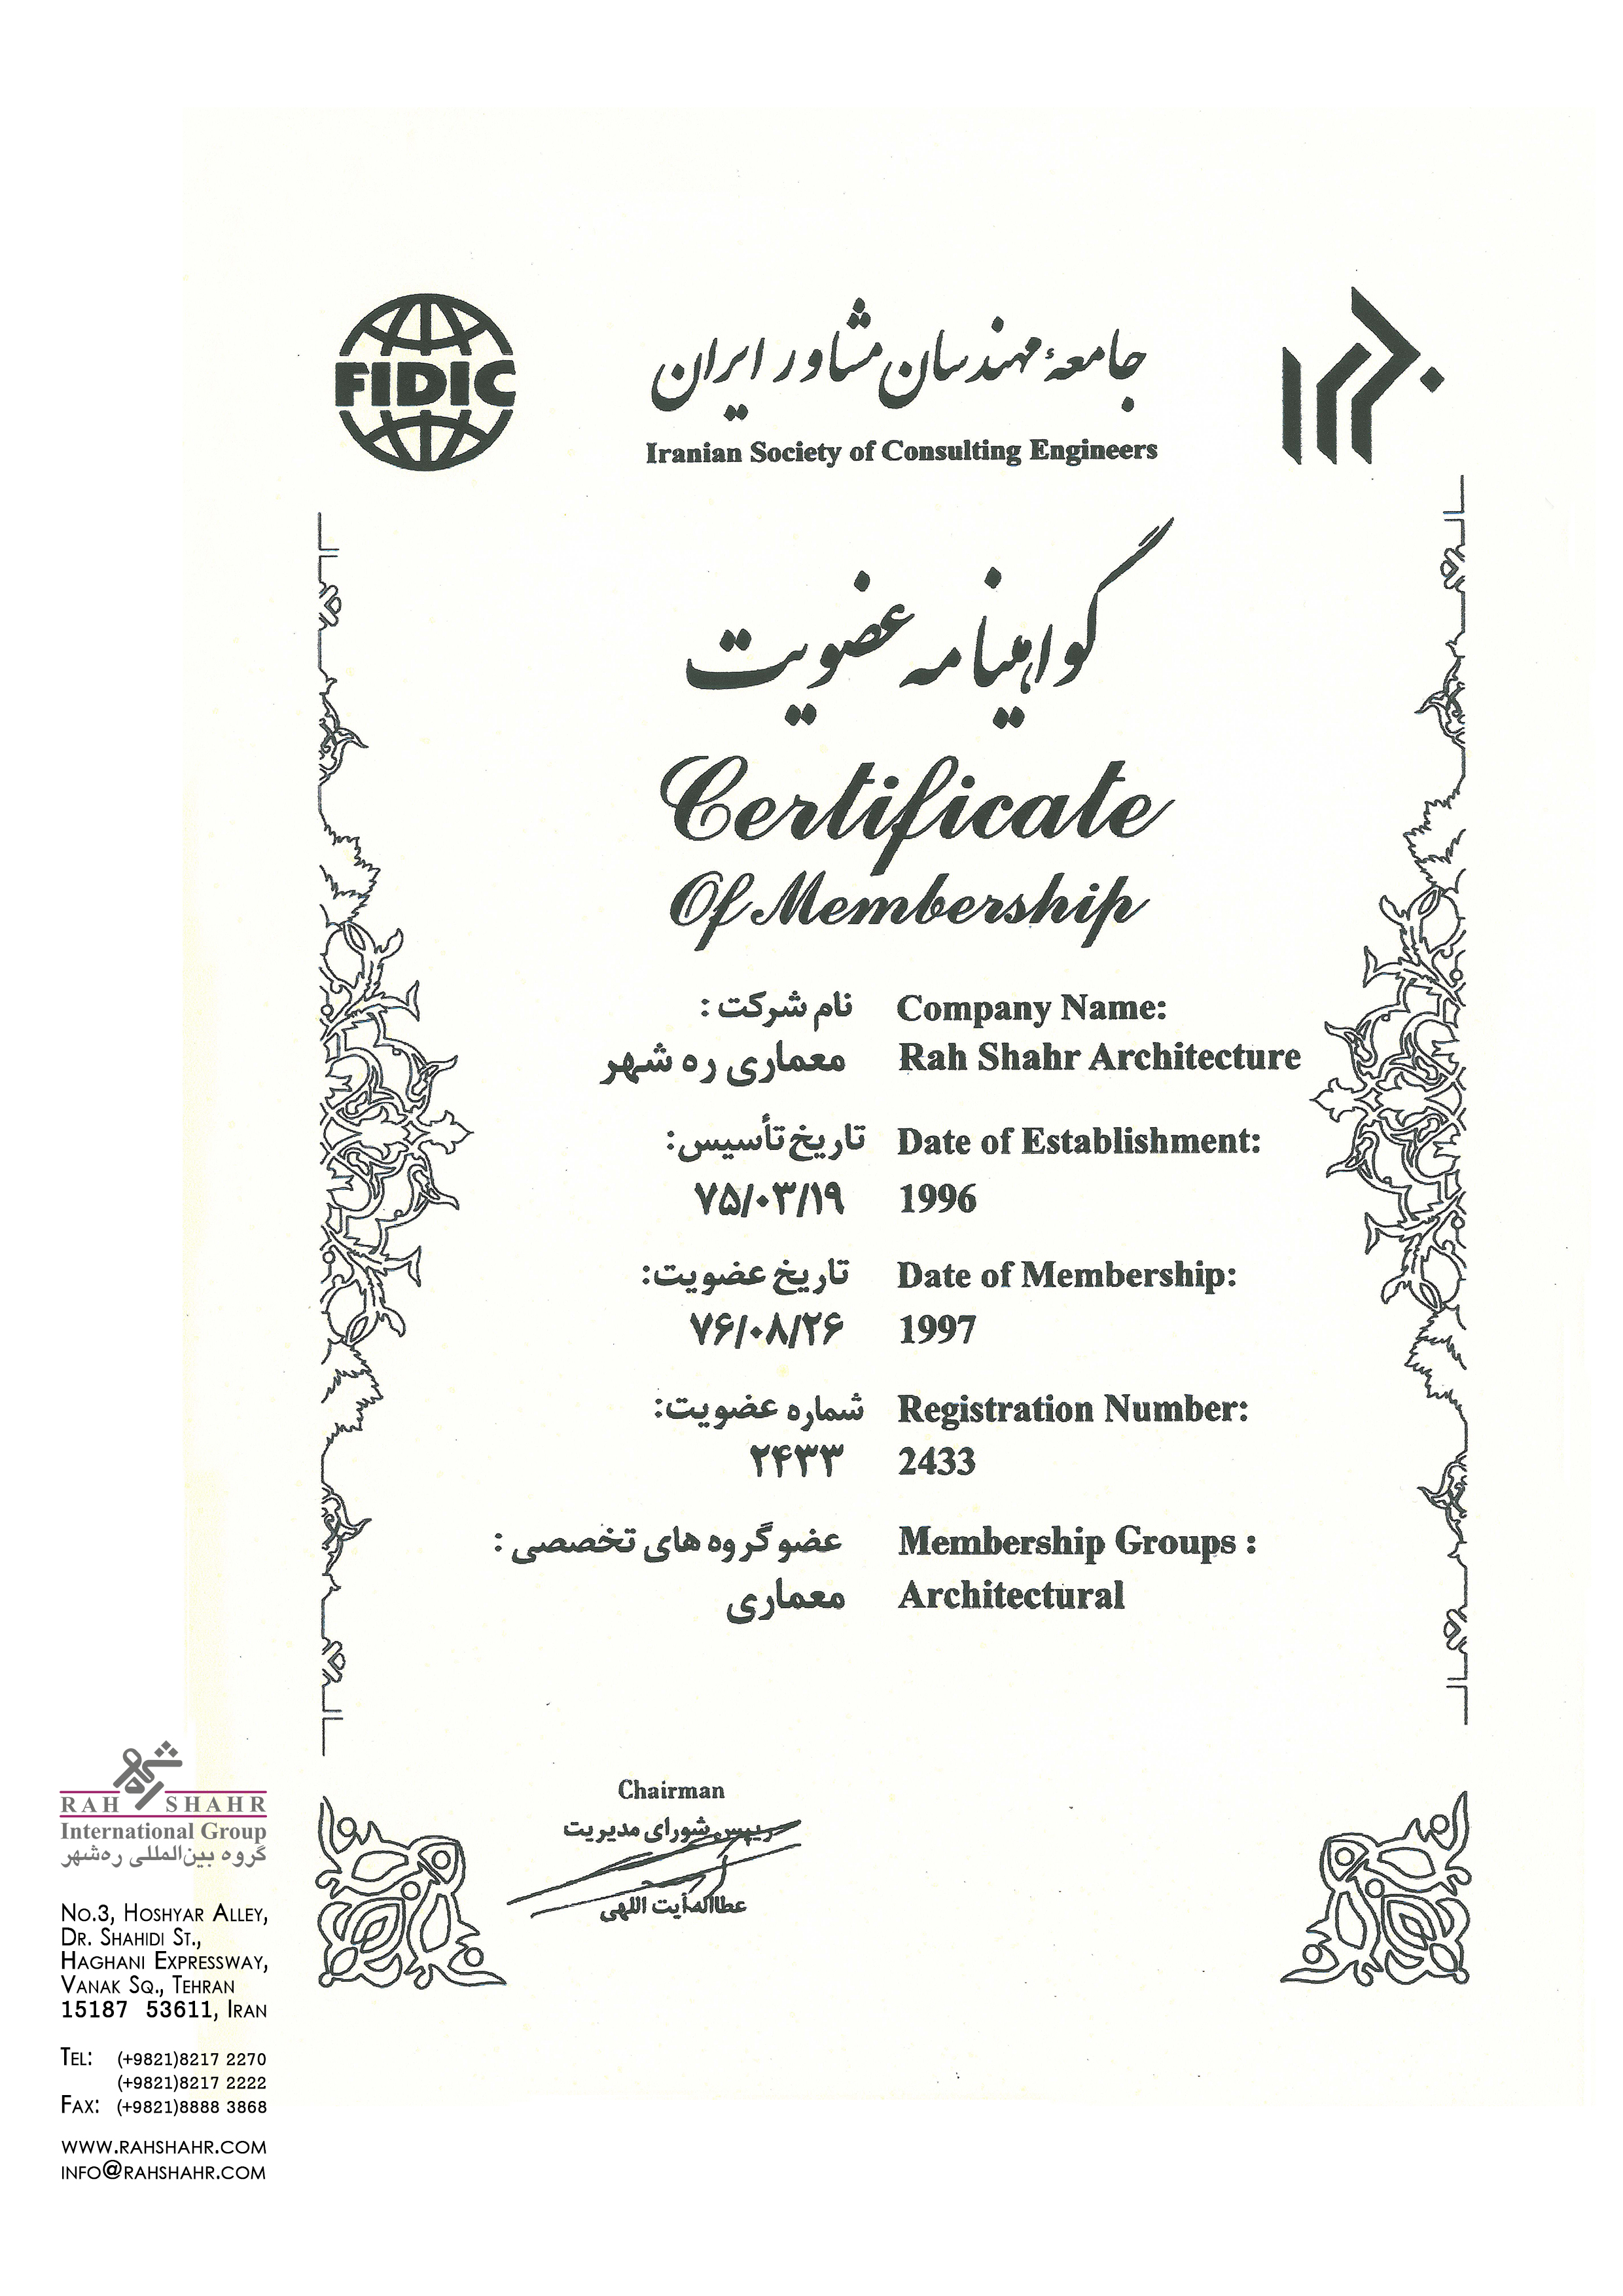 FIDIC
جامعهٔ مهندسان مشاور ایران
Iranian Society of Consulting Engineers
گواهینامه عضویت
Certificate
Of Membership
نام شرکت : Company Name:
معماری ره شهر Rah Shahr Architecture
تاریخ تأسیس: Date of Establishment:
۷۵/۰۳/۱۹ 1996
تاریخ عضویت: Date of Membership:
۷۶/۰۸/۲۶ 1997
شماره عضویت: Registration Number:
۲۴۳۳ 2433
عضو گروه های تخصصی : Membership Groups :
معماری Architectural
Chairman
رییس شورای مدیریت
عطااله آیت اللهی
ره شهر
RAH SHAHR
International Group
گروه بین‌المللی ره‌شهر
No.3, Hoshyar Alley,
Dr. Shahidi St.,
Haghani Expressway,
Vanak Sq., Tehran
15187 53611, Iran
Tel: (+9821)8217 2270
(+9821)8217 2222
Fax: (+9821)8888 3868
www.rahshahr.com
info@rahshahr.com